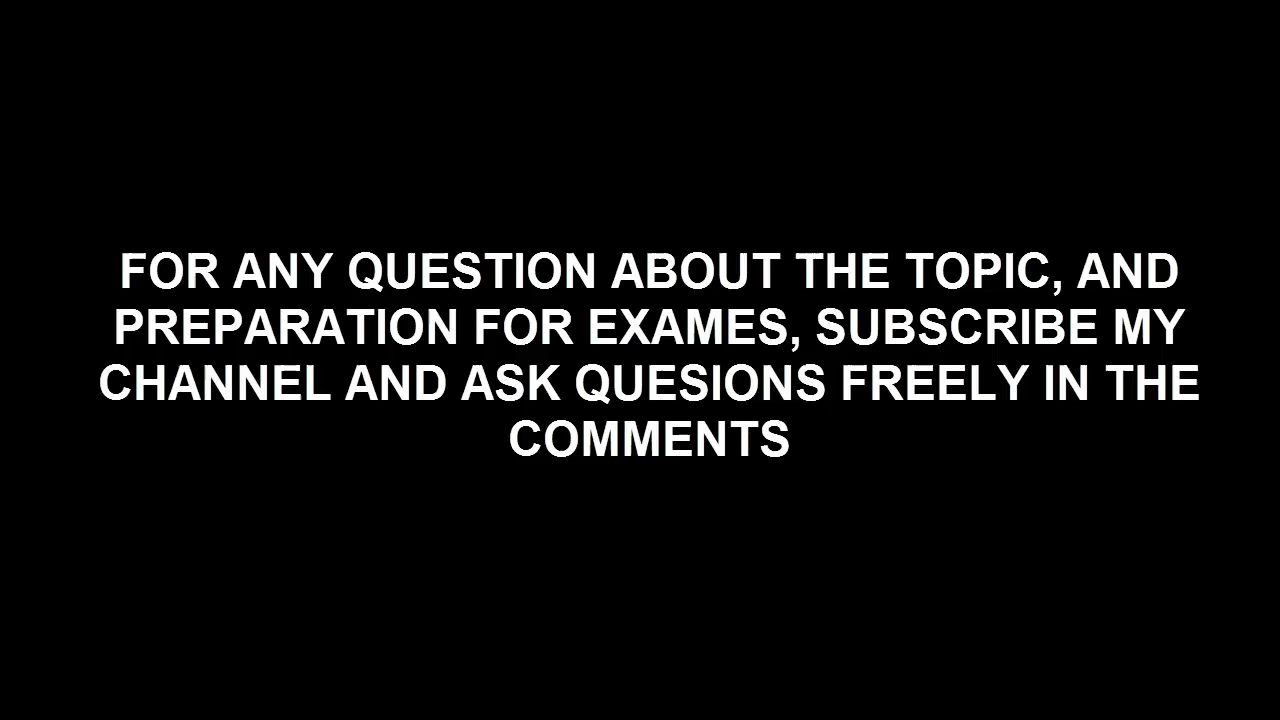 FOR ANY QUESTION ABOUT THE TOPIC, AND
PREPARATION FOR EXAMES, SUBSCRIBE MY
CHANNEL AND ASK QUESIONS FREELY IN THE
COMMENTS